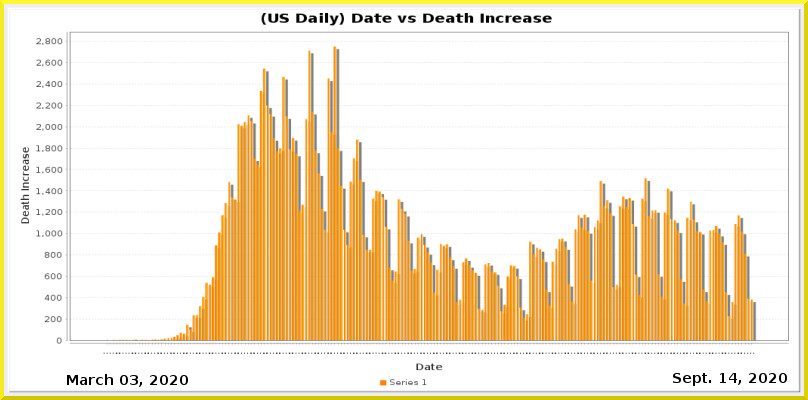 (US Daily) Date vs Death Increase
2,800
2,600
2,400
2,200
2,000
1,800
1,600
1,400
1,200
1,000
800
600
400
200
0
Death Increase
Date
March 03, 2020
Series 1
Sept. 14, 2020